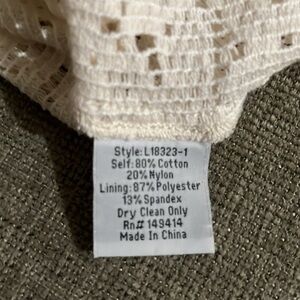 Style: L18323-1
Self: 80% Cotton
20% Nylon
Lining: 87% Polyester
13% Spandex
Dry Clean Only
Rn# 149414
Made In China